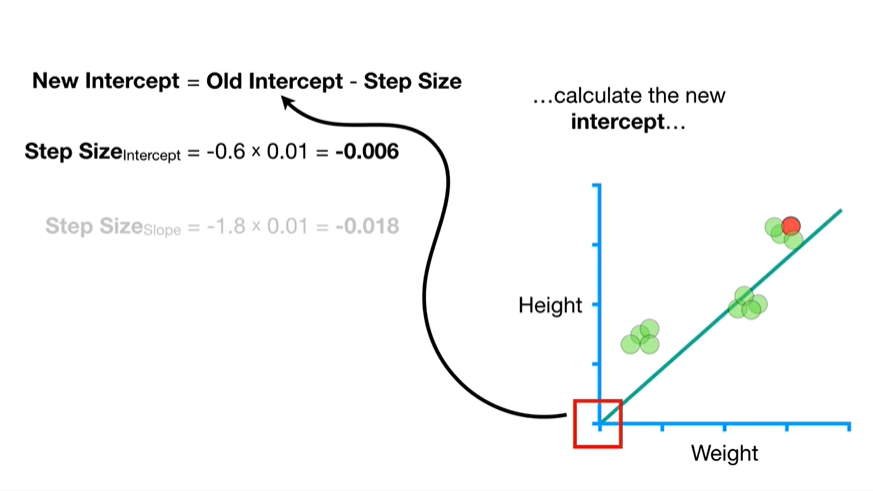 New Intercept = Old Intercept - Step Size
…calculate the new
intercept…
Step SizeIntercept = -0.6 × 0.01 = -0.006
Step SizeSlope = -1.8 × 0.01 = -0.018
Height
Weight